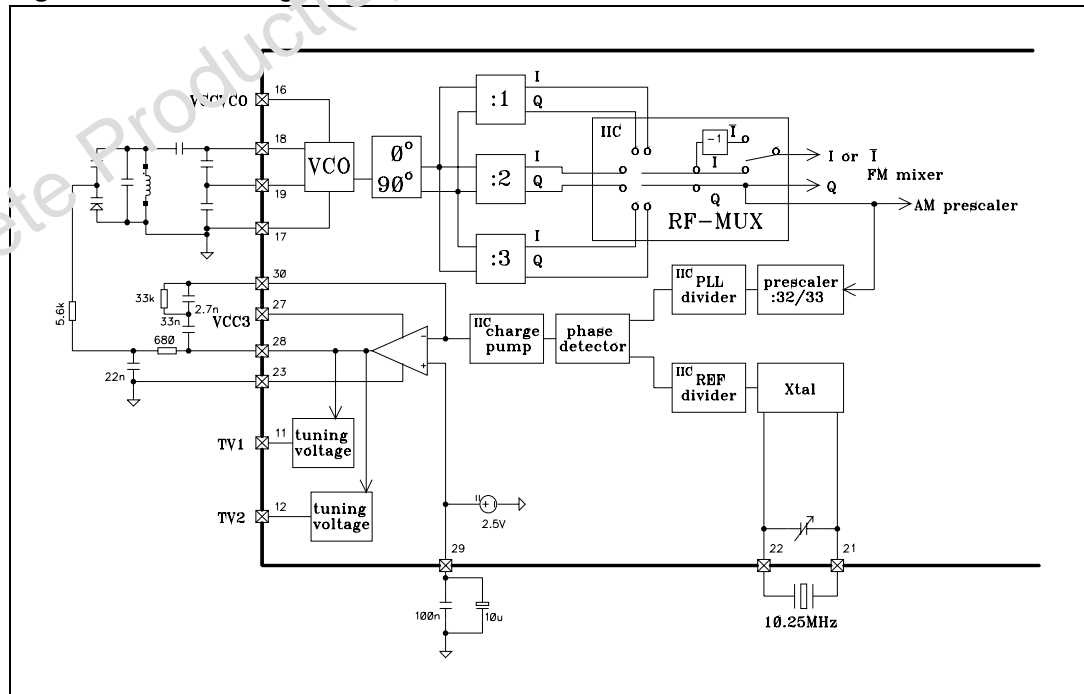 ete Product(s)
VCCVCO
16
18
19
17
VCO
0°
90°
:1
I
Q
:2
I
Q
:3
I
Q
IIC
-1
I̅
I
Q
RF-MUX
I or I̅
FM mixer
Q
AM prescaler
30
33k
2.7n
27
VCC3
33n
5.6k
680
28
22n
23
-
+
IIC
charge
pump
phase
detector
IIC
PLL
divider
prescaler
:32/33
IIC
REF
divider
Xtal
TV1
11
tuning
voltage
TV2
12
tuning
voltage
2.5V
29
100n
10u
22
21
10.25MHz